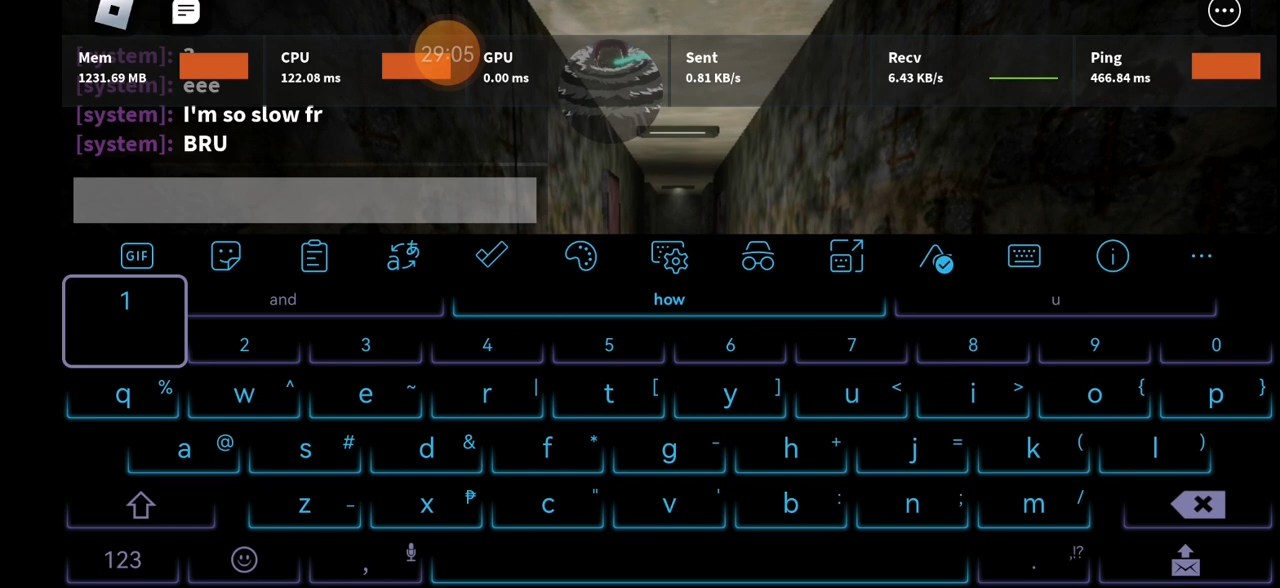 [system]: ?
Mem CPU 29:05 GPU Sent Recv Ping
1231.69 MB 122.08 ms 0.00 ms 0.81 KB/s 6.43 KB/s 466.84 ms
[system]: eee
[system]: I'm so slow fr
[system]: BRU
GIF
1 and how u
2 3 4 5 6 7 8 9 0
q % w ^ e ~ r | t [ y ] u < i > o { p }
a @ s # d & f * g - h + j = k ( l )
z _ x ₱ c " v ' b : n ; m /
123 , . ,!?